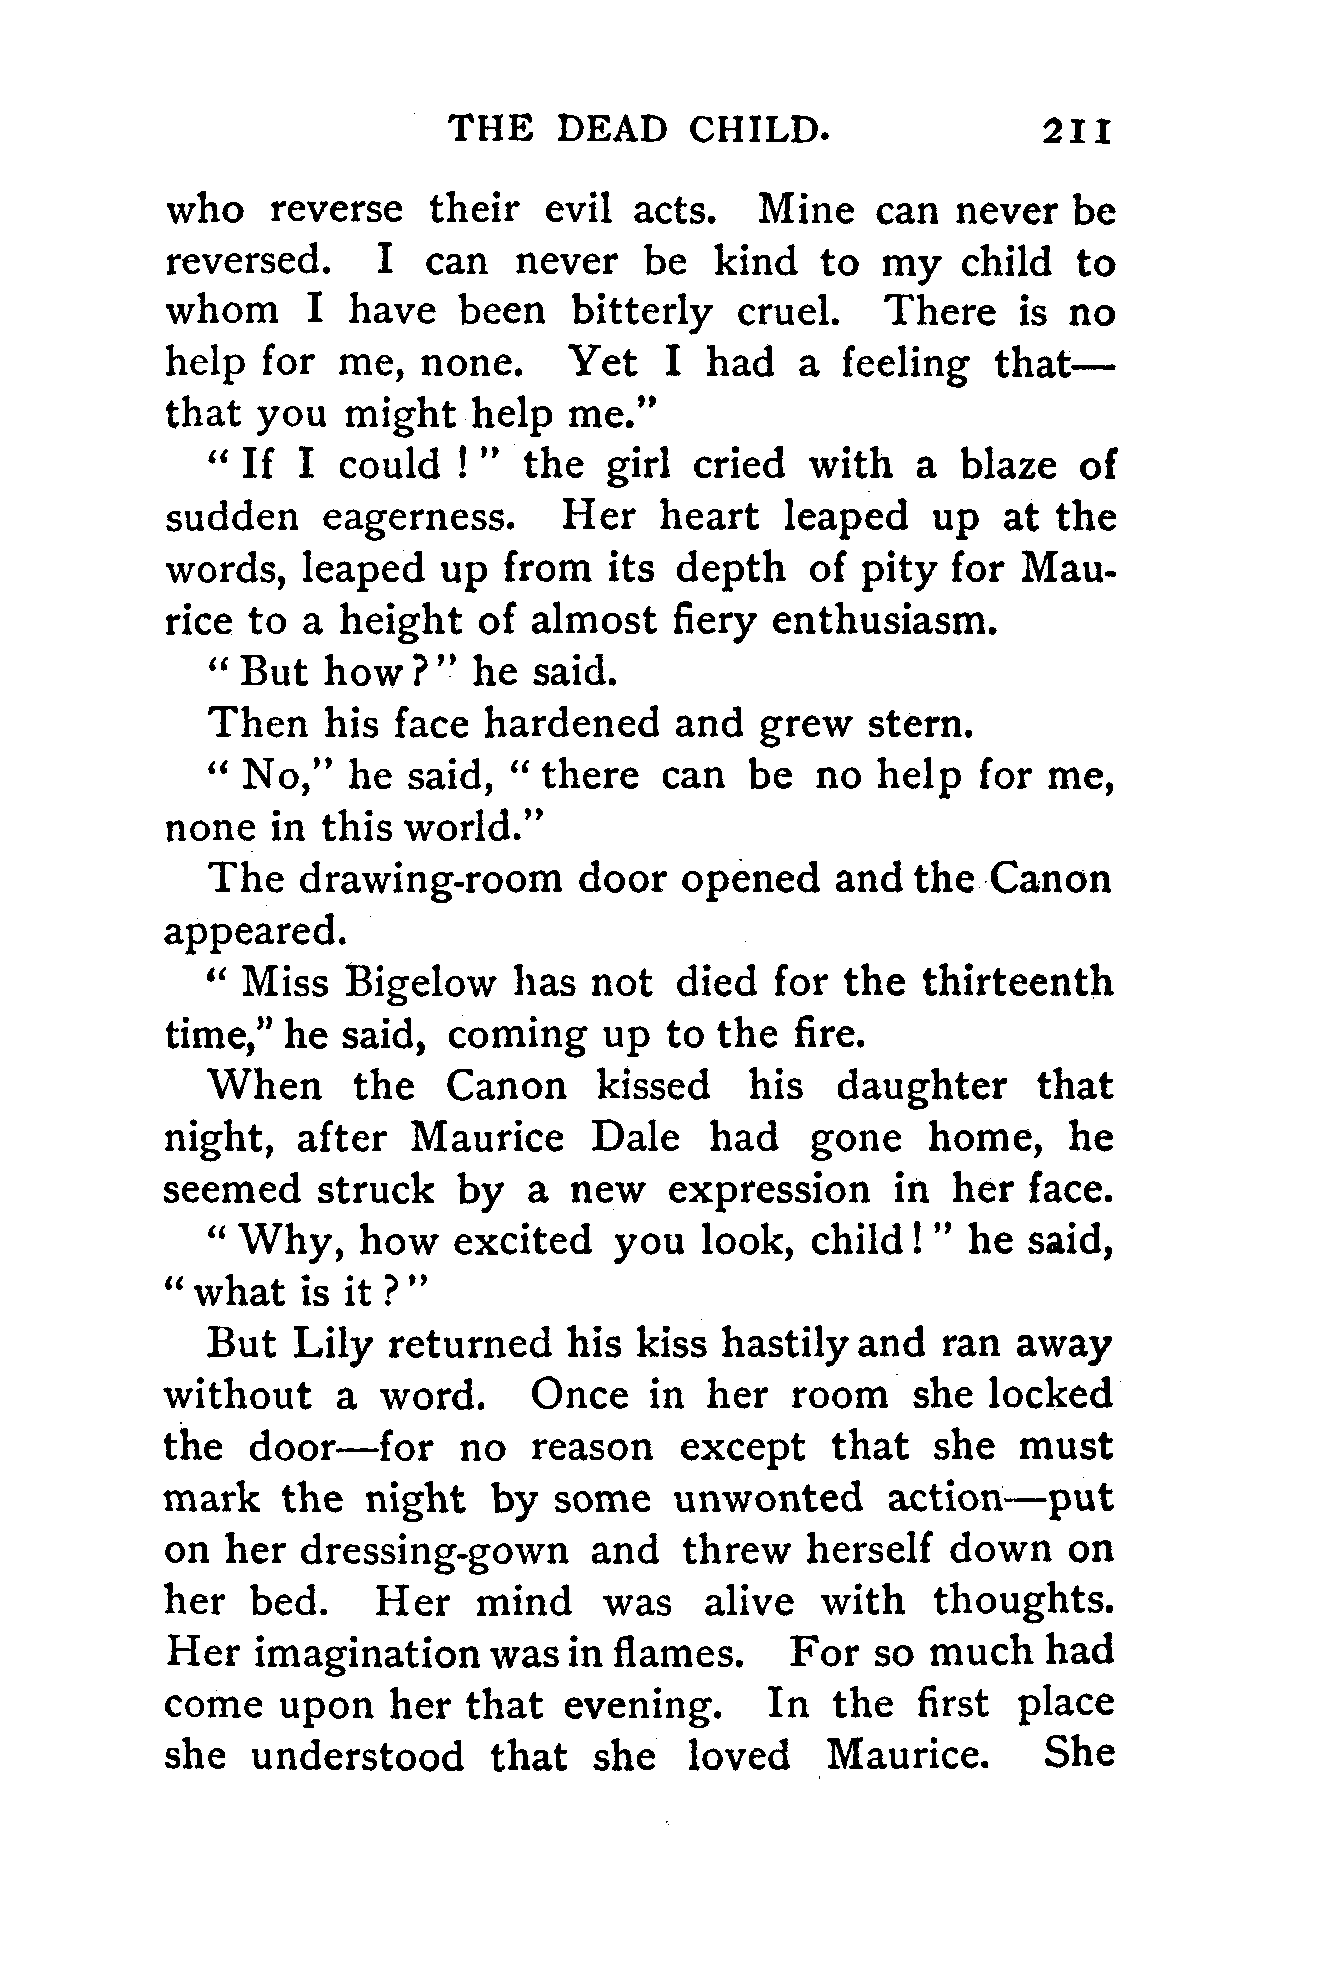 THE DEAD CHILD. 211
who reverse their evil acts. Mine can never be
reversed. I can never be kind to my child to
whom I have been bitterly cruel. There is no
help for me, none. Yet I had a feeling that—
that you might help me."
" If I could ! " the girl cried with a blaze of
sudden eagerness. Her heart leaped up at the
words, leaped up from its depth of pity for Mau-
rice to a height of almost fiery enthusiasm.
" But how ? " he said.
Then his face hardened and grew stern.
" No," he said, " there can be no help for me,
none in this world."
The drawing-room door opened and the Canon
appeared.
" Miss Bigelow has not died for the thirteenth
time," he said, coming up to the fire.
When the Canon kissed his daughter that
night, after Maurice Dale had gone home, he
seemed struck by a new expression in her face.
" Why, how excited you look, child ! " he said,
" what is it ? "
But Lily returned his kiss hastily and ran away
without a word. Once in her room she locked
the door—for no reason except that she must
mark the night by some unwonted action—put
on her dressing-gown and threw herself down on
her bed. Her mind was alive with thoughts.
Her imagination was in flames. For so much had
come upon her that evening. In the first place
she understood that she loved Maurice. She